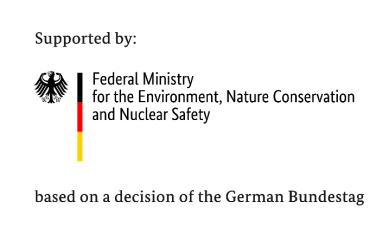 Supported by:
Federal Ministry
for the Environment, Nature Conservation
and Nuclear Safety
based on a decision of the German Bundestag